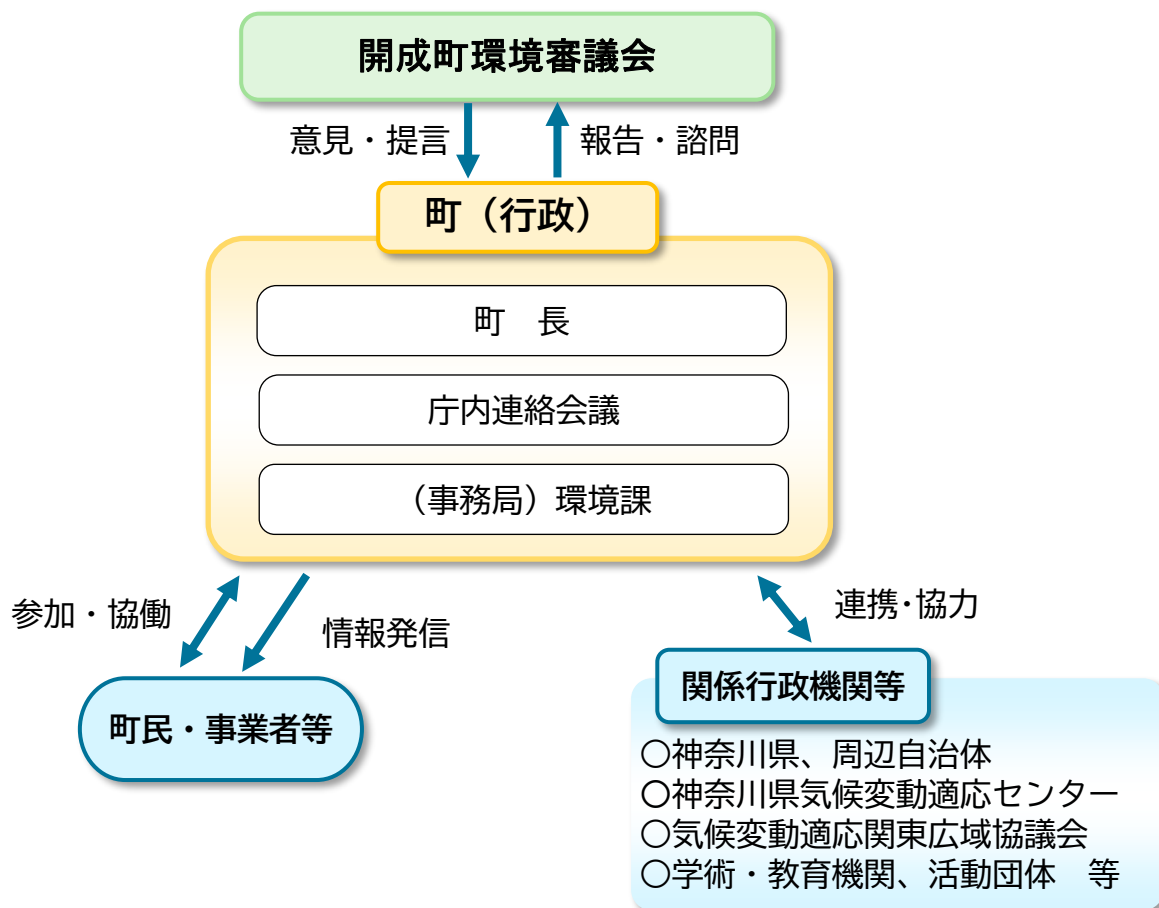 開成町環境審議会
意見・提言
報告・諮問
町（行政）
町　長
庁内連絡会議
（事務局）環境課
参加・協働
情報発信
連携・協力
町民・事業者等
関係行政機関等
○神奈川県、周辺自治体
○神奈川県気候変動適応センター
○気候変動適応関東広域協議会
○学術・教育機関、活動団体　等